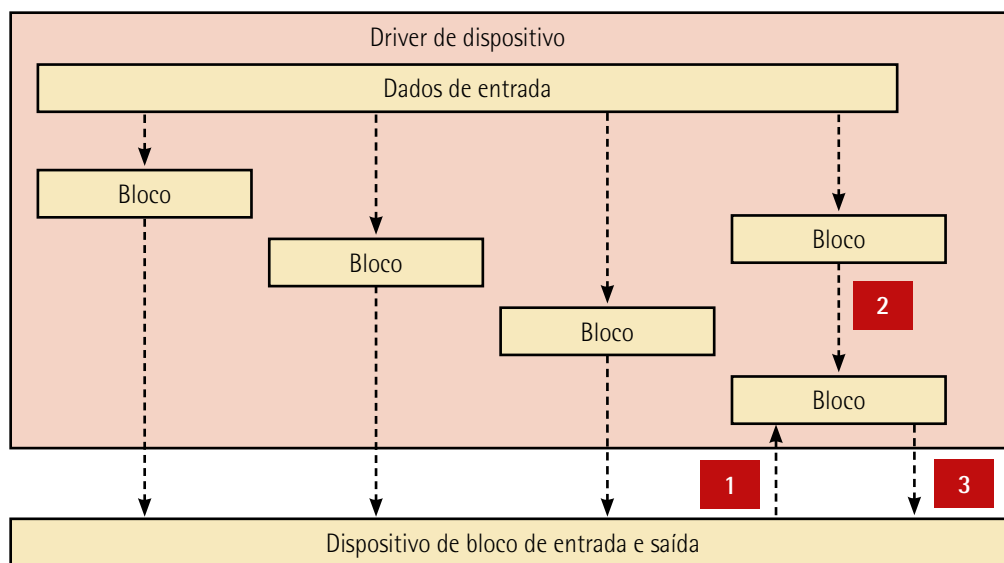 Driver de dispositivo
Dados de entrada
Bloco
Bloco
Bloco
Bloco
2
Bloco
1
3
Dispositivo de bloco de entrada e saída